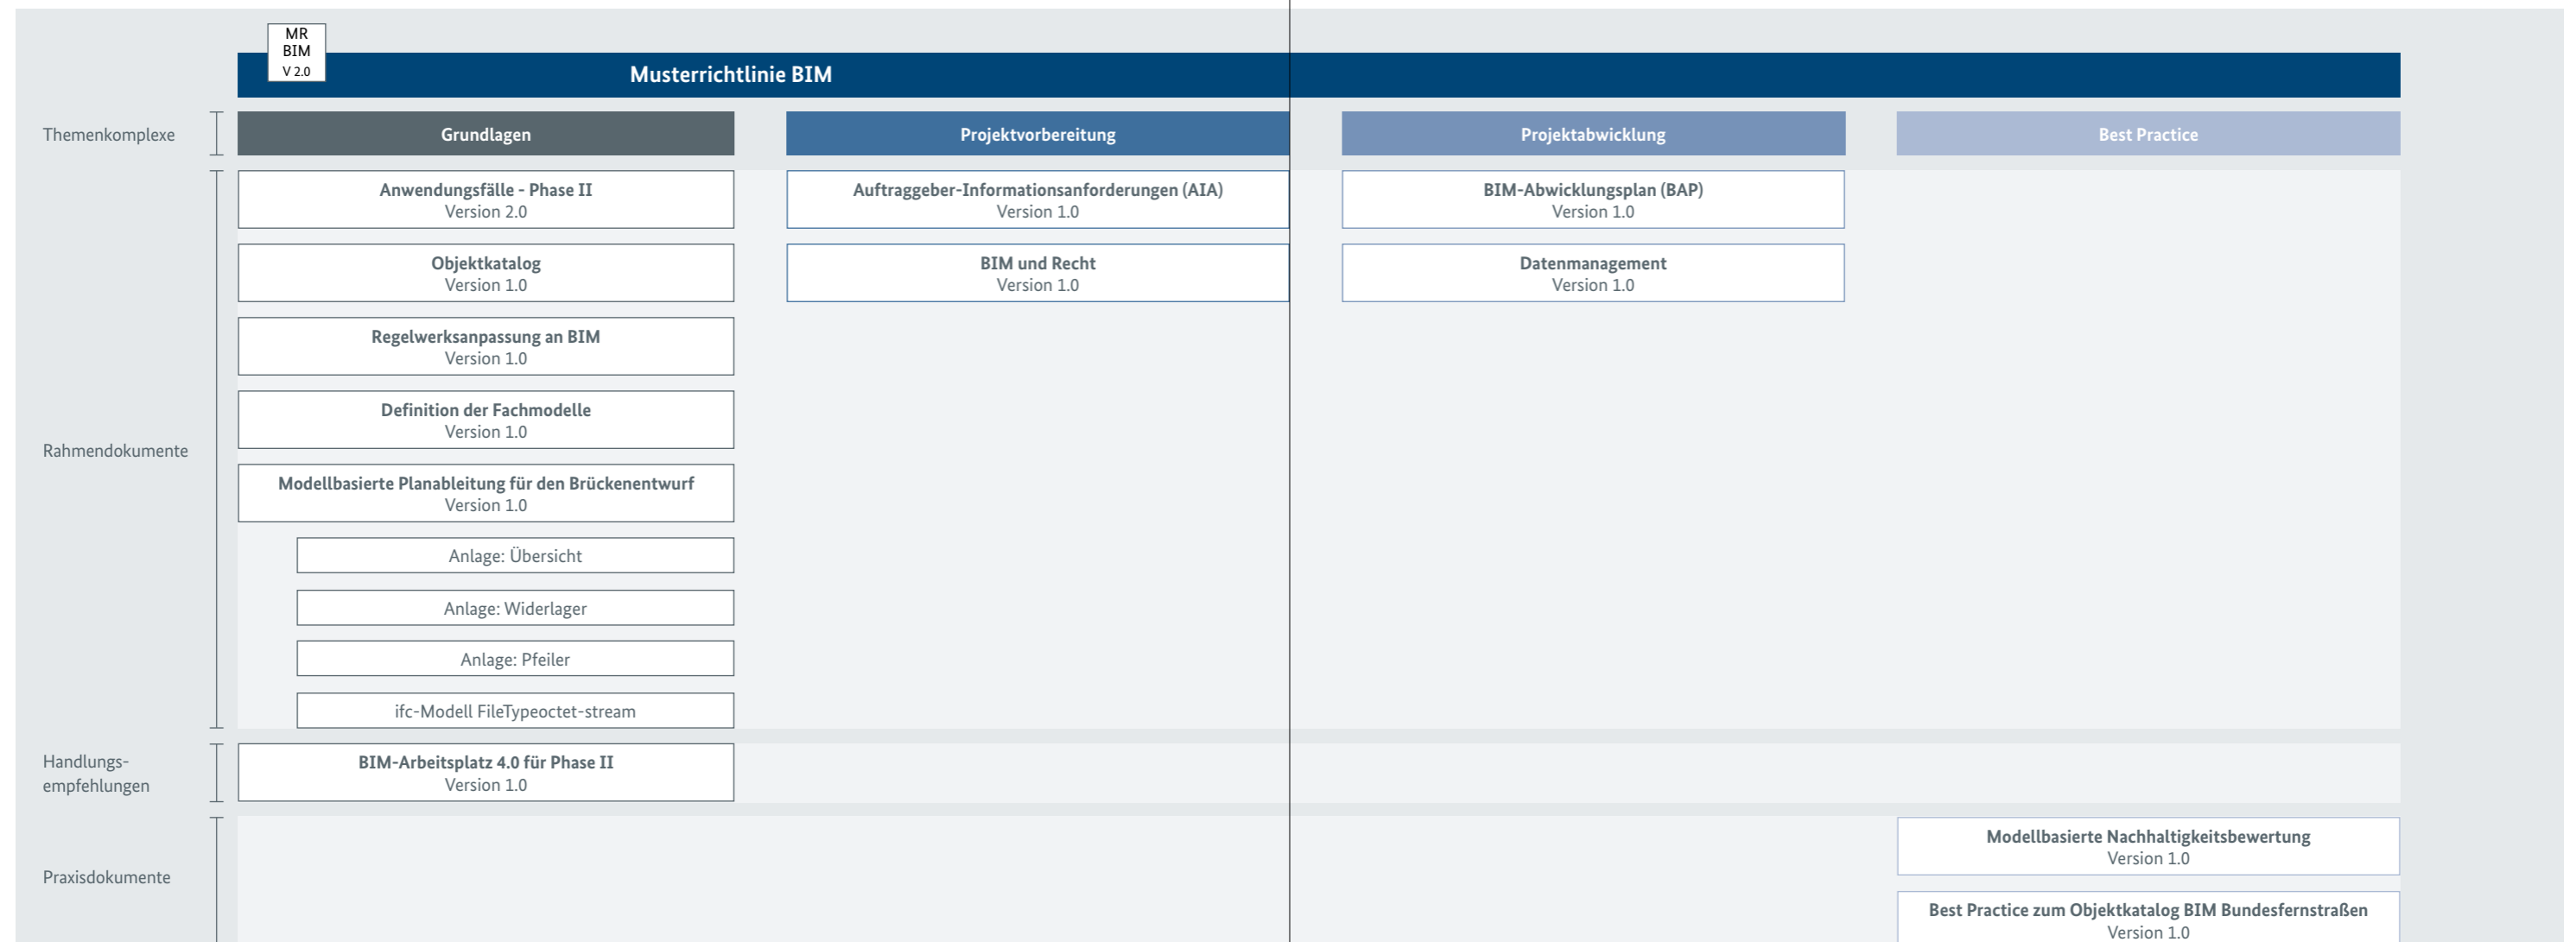 MR
BIM
V 2.0
Musterrichtlinie BIM
Themenkomplexe
Grundlagen
Projektvorbereitung
Projektabwicklung
Best Practice
Rahmendokumente
Anwendungsfälle - Phase II
Version 2.0
Objektkatalog
Version 1.0
Regelwerksanpassung an BIM
Version 1.0
Definition der Fachmodelle
Version 1.0
Modellbasierte Planableitung für den Brückenentwurf
Version 1.0
Anlage: Übersicht
Anlage: Widerlager
Anlage: Pfeiler
ifc-Modell FileTypeoctet-stream
Auftraggeber-Informationsanforderungen (AIA)
Version 1.0
BIM und Recht
Version 1.0
BIM-Abwicklungsplan (BAP)
Version 1.0
Datenmanagement
Version 1.0
Handlungs-
empfehlungen
BIM-Arbeitsplatz 4.0 für Phase II
Version 1.0
Praxisdokumente
Modellbasierte Nachhaltigkeitsbewertung
Version 1.0
Best Practice zum Objektkatalog BIM Bundesfernstraßen
Version 1.0